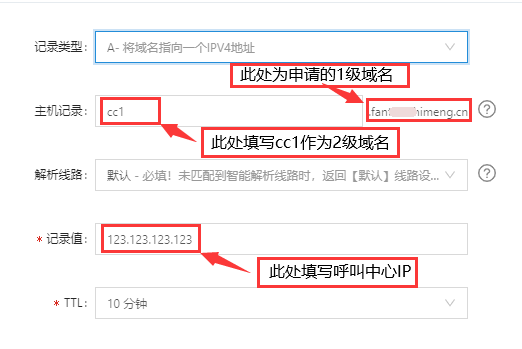 记录类型: A- 将域名指向一个IPV4地址
此处为申请的1级域名
主机记录: cc1 .fan himeng.cn ?
此处填写cc1作为2级域名
解析线路: 默认 - 必填！未匹配到智能解析线路时，返回【默认】线路设... ?
* 记录值: 123.123.123.123
此处填写呼叫中心IP
* TTL: 10 分钟